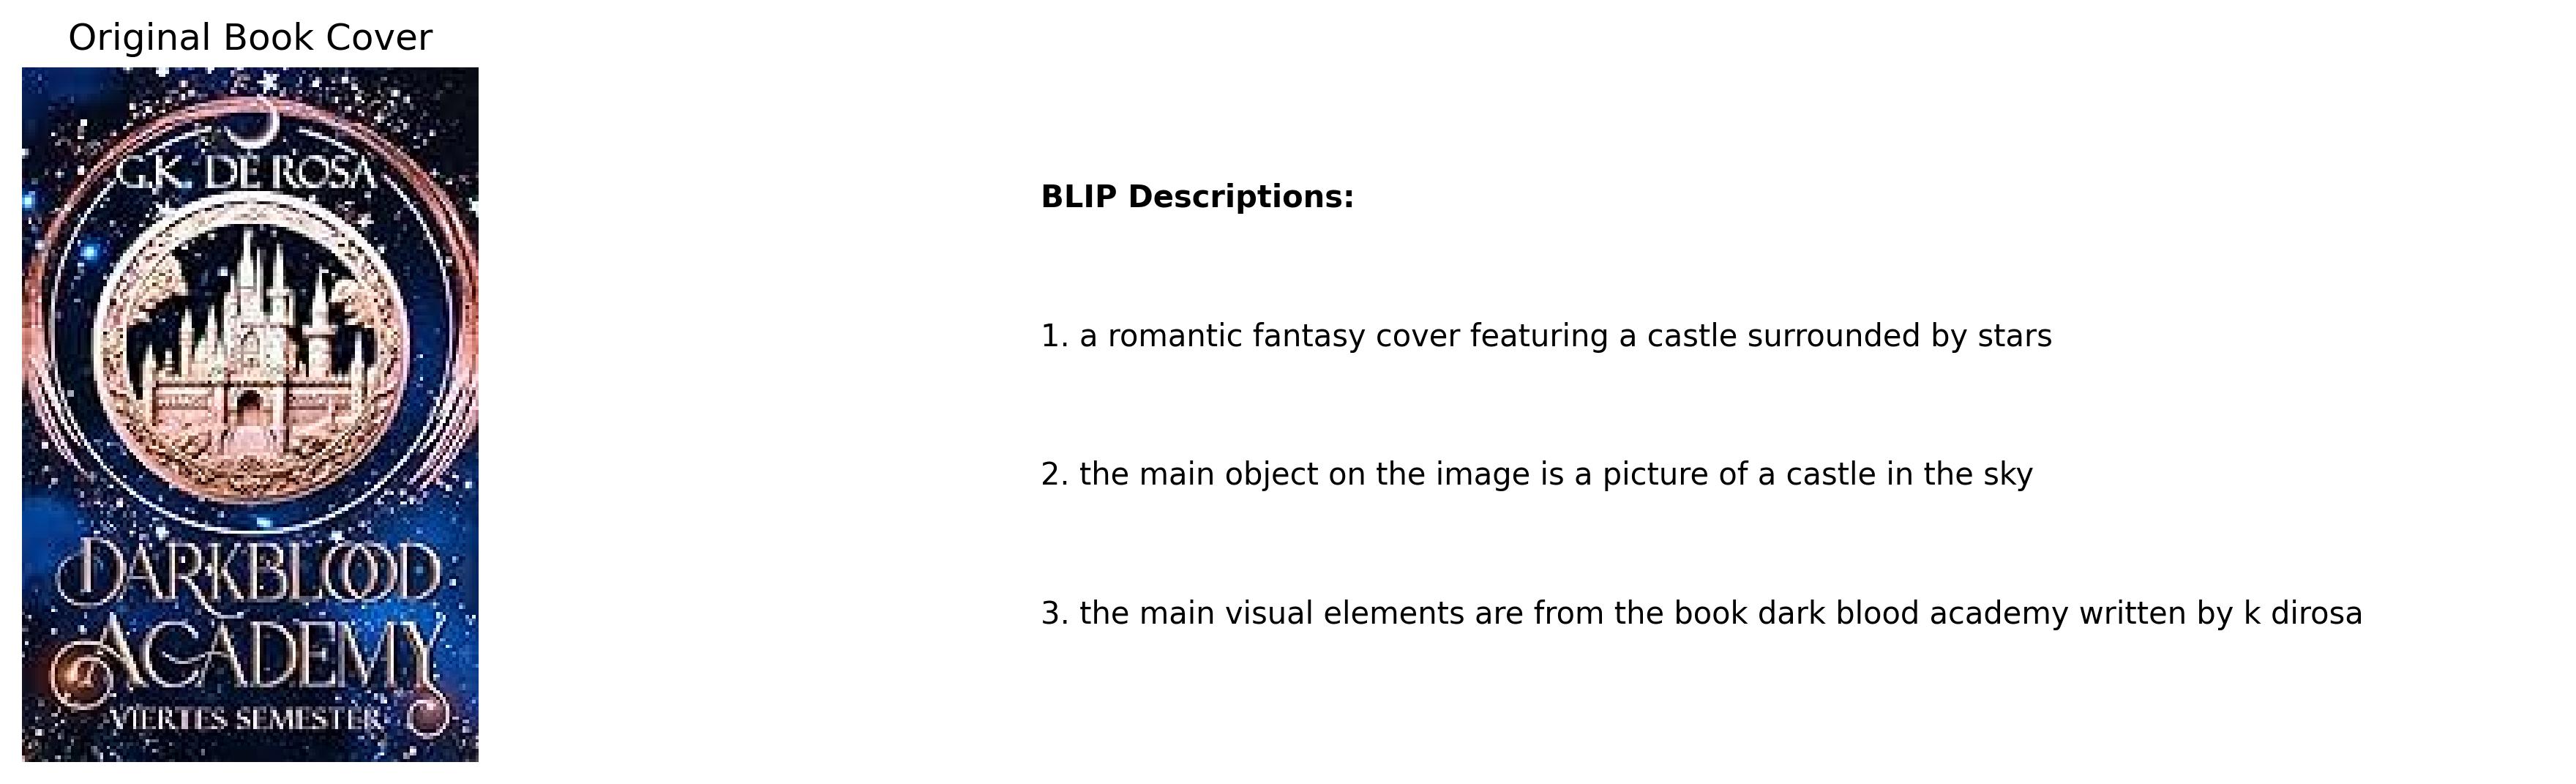 Original Book Cover
G.K. DE ROSA
DARKBLOOD
ACADEMY
VIERTES SEMESTER
BLIP Descriptions:
1. a romantic fantasy cover featuring a castle surrounded by stars
2. the main object on the image is a picture of a castle in the sky
3. the main visual elements are from the book dark blood academy written by k dirosa